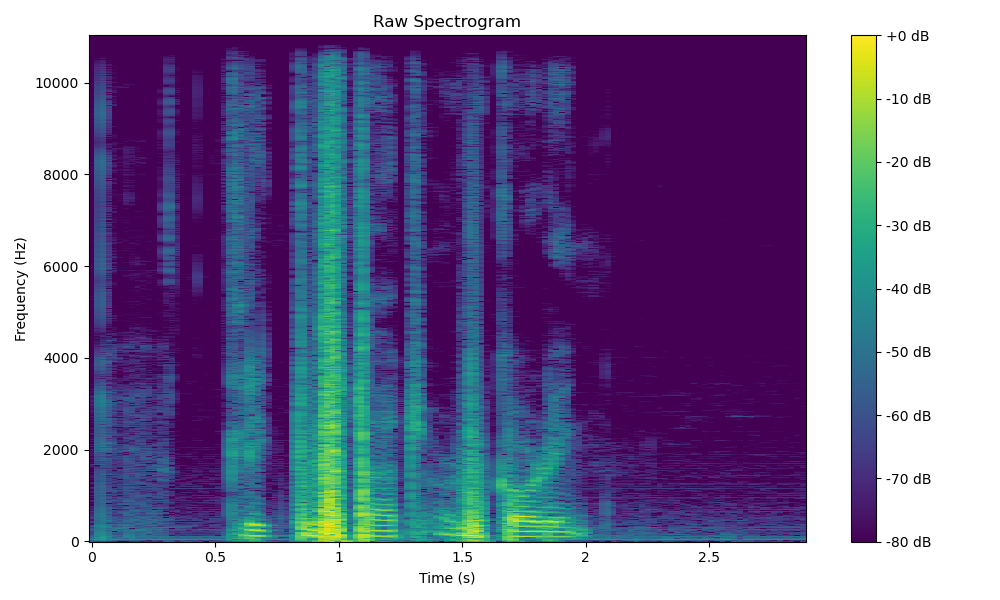 Raw Spectrogram
Frequency (Hz)
10000
8000
6000
4000
2000
0
0
0.5
1
1.5
2
2.5
Time (s)
+0 dB
-10 dB
-20 dB
-30 dB
-40 dB
-50 dB
-60 dB
-70 dB
-80 dB